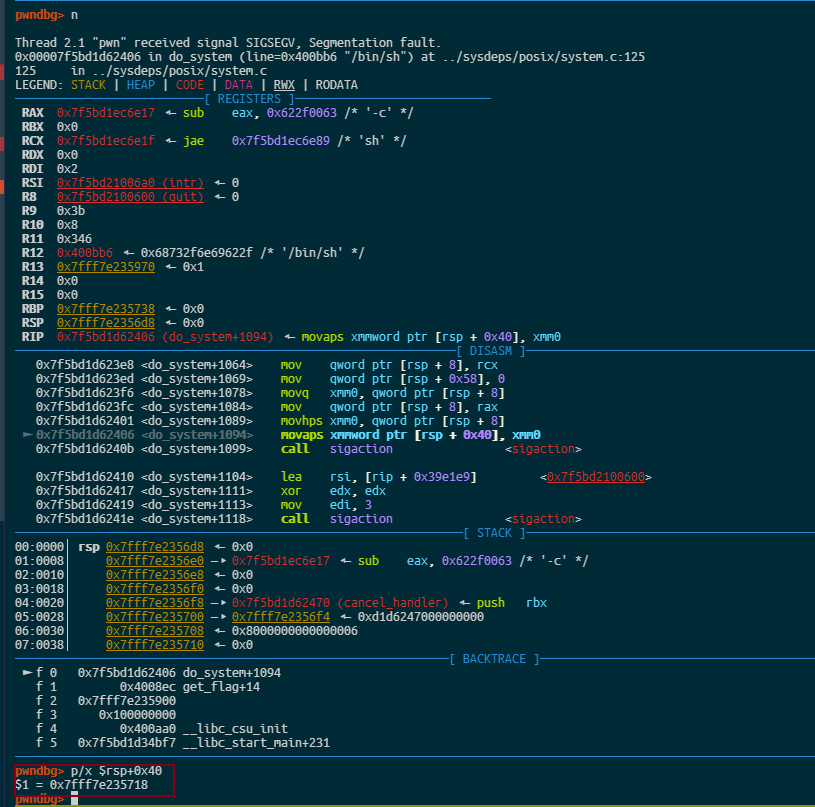 pwndbg> n
Thread 2.1 "pwn" received signal SIGSEGV, Segmentation fault.
0x00007f5bd1d62406 in do_system (line=0x400bb6 "/bin/sh") at ../sysdeps/posix/system.c:125
125     in ../sysdeps/posix/system.c
LEGEND: STACK | HEAP | CODE | DATA | RWX | RODATA
[ REGISTERS ]
RAX  0x7f5bd1ec6e17 ← sub    eax, 0x622f0063 /* '-c' */
RBX  0x0
RCX  0x7f5bd1ec6e1f ← jae    0x7f5bd1ec6e89 /* 'sh' */
RDX  0x0
RDI  0x2
RSI  0x7f5bd21006a0 (intr) ← 0
R8   0x7f5bd2100600 (quit) ← 0
R9   0x3b
R10  0x8
R11  0x346
R12  0x400bb6 ← 0x68732f6e69622f /* '/bin/sh' */
R13  0x7fff7e235970 ← 0x1
R14  0x0
R15  0x0
RBP  0x7fff7e235738 ← 0x0
RSP  0x7fff7e2356d8 ← 0x0
RIP  0x7f5bd1d62406 (do_system+1094) ← movaps xmmword ptr [rsp + 0x40], xmm0
[ DISASM ]
0x7f5bd1d623e8 <do_system+1064>    mov    qword ptr [rsp + 8], rcx
0x7f5bd1d623ed <do_system+1069>    mov    qword ptr [rsp + 0x58], 0
0x7f5bd1d623f6 <do_system+1078>    movq   xmm0, qword ptr [rsp + 8]
0x7f5bd1d623fc <do_system+1084>    mov    qword ptr [rsp + 8], rax
0x7f5bd1d62401 <do_system+1089>    movhps xmm0, qword ptr [rsp + 8]
► 0x7f5bd1d62406 <do_system+1094>    movaps xmmword ptr [rsp + 0x40], xmm0
0x7f5bd1d6240b <do_system+1099>    call   sigaction                <sigaction>
0x7f5bd1d62410 <do_system+1104>    lea    rsi, [rip + 0x39e1e9]         <0x7f5bd2100600>
0x7f5bd1d62417 <do_system+1111>    xor    edx, edx
0x7f5bd1d62419 <do_system+1113>    mov    edi, 3
0x7f5bd1d6241e <do_system+1118>    call   sigaction                <sigaction>
[ STACK ]
00:0000│ rsp 0x7fff7e2356d8 ← 0x0
01:0008│     0x7fff7e2356e0 —▸ 0x7f5bd1ec6e17 ← sub    eax, 0x622f0063 /* '-c' */
02:0010│     0x7fff7e2356e8 ← 0x0
03:0018│     0x7fff7e2356f0 ← 0x0
04:0020│     0x7fff7e2356f8 —▸ 0x7f5bd1d62470 (cancel_handler) ← push   rbx
05:0028│     0x7fff7e235700 —▸ 0x7fff7e2356f4 ← 0xd1d6247000000000
06:0030│     0x7fff7e235708 ← 0x8000000000000006
07:0038│     0x7fff7e235710 ← 0x0
[ BACKTRACE ]
► f 0   0x7f5bd1d62406 do_system+1094
f 1         0x4008ec get_flag+14
f 2   0x7fff7e235900
f 3      0x100000000
f 4         0x400aa0 __libc_csu_init
f 5   0x7f5bd1d34bf7 __libc_start_main+231
pwndbg> p/x $rsp+0x40
$1 = 0x7fff7e235718
pwndbg>